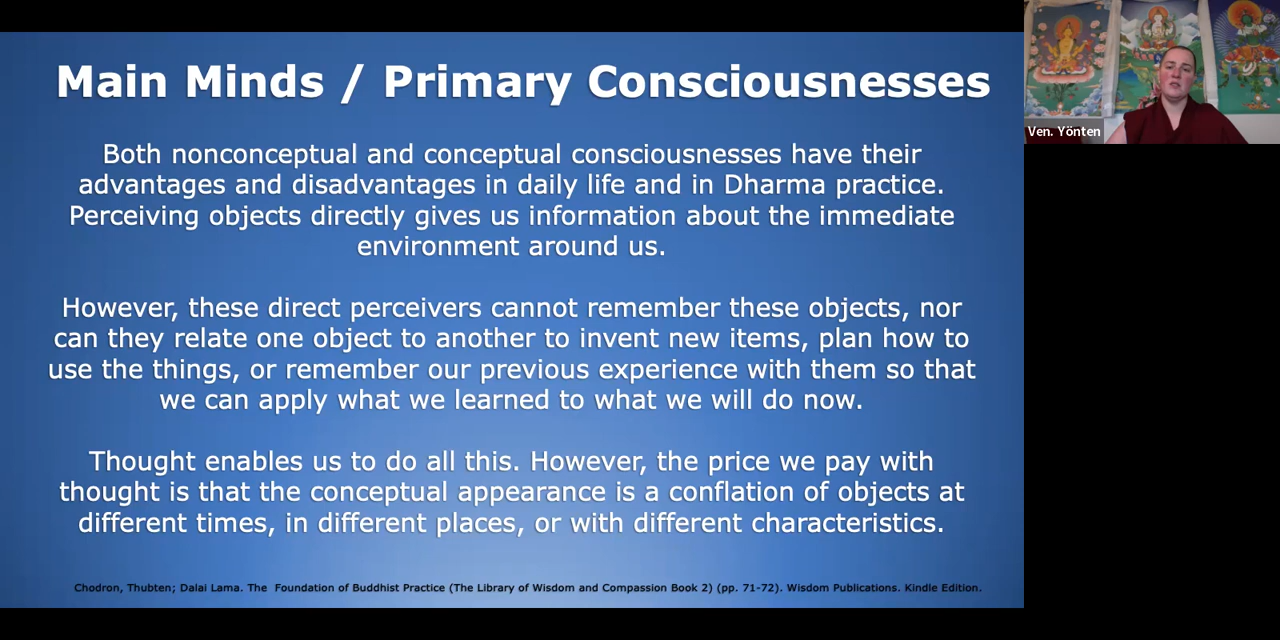 Main Minds / Primary Consciousnesses
Both nonconceptual and conceptual consciousnesses have their
advantages and disadvantages in daily life and in Dharma practice.
Perceiving objects directly gives us information about the immediate
environment around us.
However, these direct perceivers cannot remember these objects, nor
can they relate one object to another to invent new items, plan how to
use the things, or remember our previous experience with them so that
we can apply what we learned to what we will do now.
Thought enables us to do all this. However, the price we pay with
thought is that the conceptual appearance is a conflation of objects at
different times, in different places, or with different characteristics.
Chodron, Thubten; Dalai Lama. The Foundation of Buddhist Practice (The Library of Wisdom and Compassion Book 2) (pp. 71-72). Wisdom Publications. Kindle Edition.
Ven. Yönten